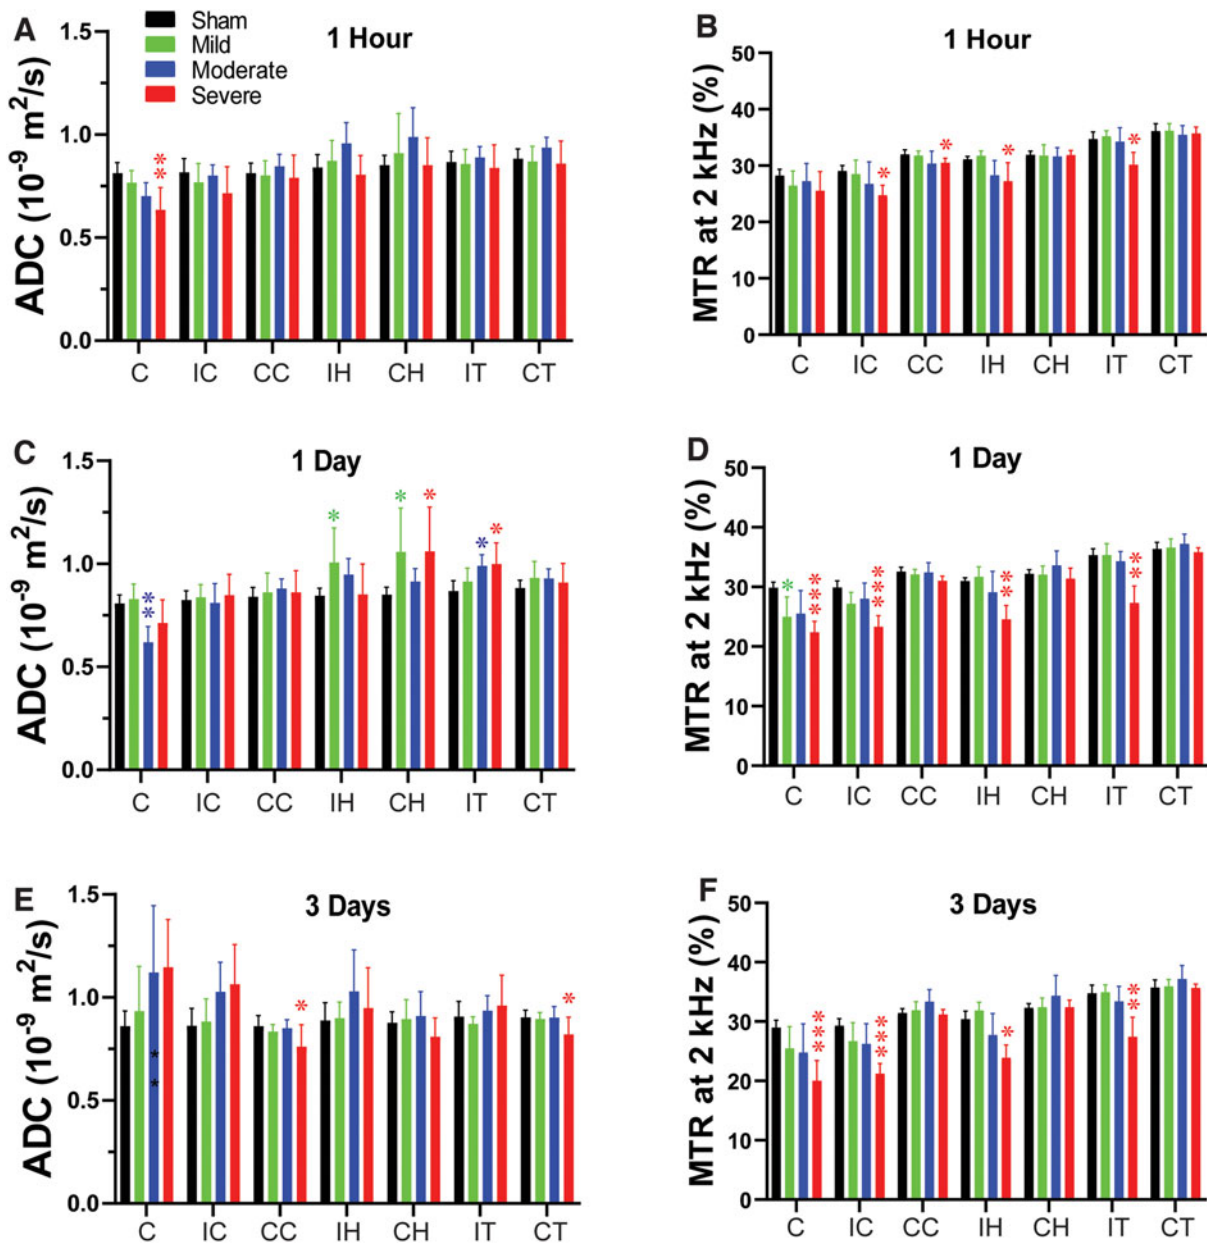 A
1.5
1.0
0.5
0.0
ADC (10⁻⁹ m²/s)
Sham
Mild
Moderate
Severe
1 Hour
**
C IC CC IH CH IT CT
B
50
40
30
20
10
0
MTR at 2 kHz (%)
1 Hour
* * * *
C IC CC IH CH IT CT
C
1.5
1.0
0.5
0.0
ADC (10⁻⁹ m²/s)
1 Day
** * * * * *
C IC CC IH CH IT CT
D
50
40
30
20
10
0
MTR at 2 kHz (%)
1 Day
* *** *** ** **
C IC CC IH CH IT CT
E
1.5
1.0
0.5
0.0
ADC (10⁻⁹ m²/s)
3 Days
** * *
C IC CC IH CH IT CT
F
50
40
30
20
10
0
MTR at 2 kHz (%)
3 Days
*** *** * **
C IC CC IH CH IT CT